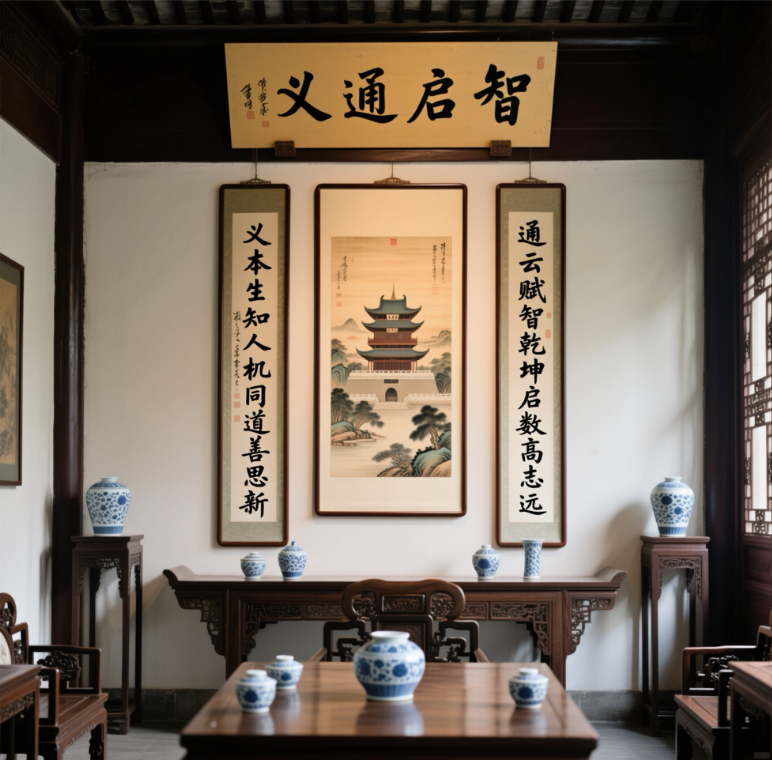 智启通义
通云赋智乾坤启数高志远
义本生知人机同道善思新